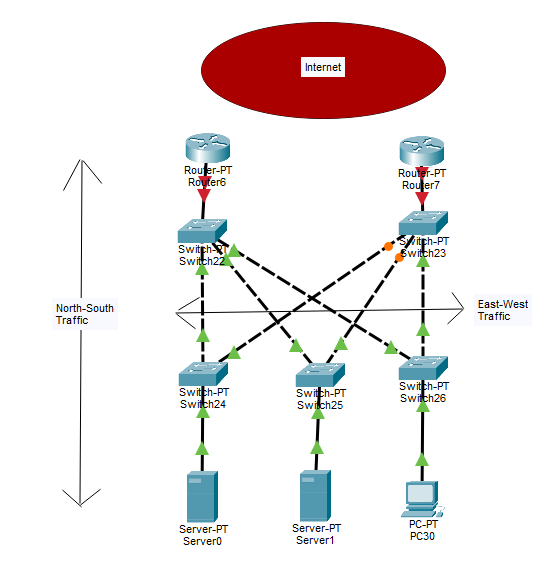 Internet
Router-PT
Router6
Router-PT
Router7
Switch-PT
Switch22
Switch-PT
Switch23
North-South
Traffic
East-West
Traffic
Switch-PT
Switch24
Switch-PT
Switch25
Switch-PT
Switch26
Server-PT
Server0
Server-PT
Server1
PC-PT
PC30